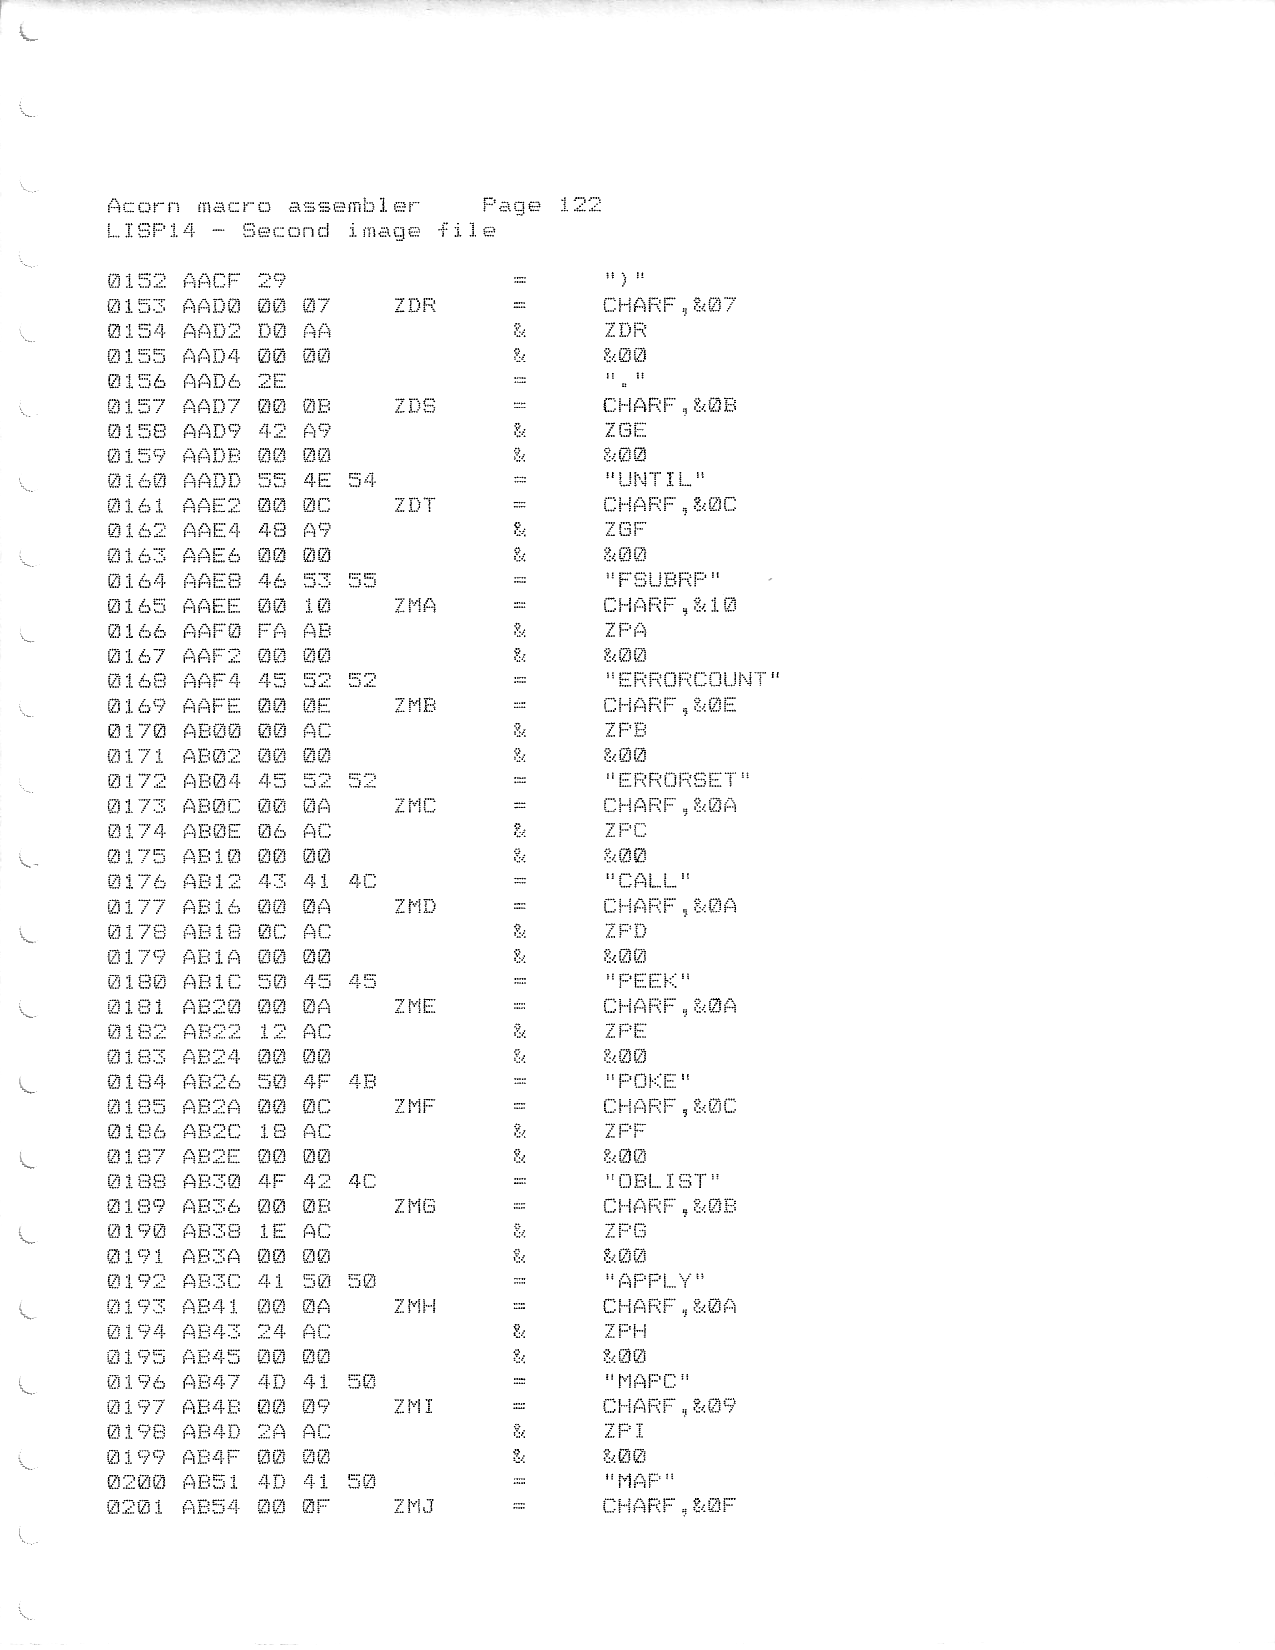 Acorn macro assembler    Page 122
LISP14 - Second image file
0152 AACF 29                =      ")"
0153 AAD0 00 07     ZDR     =      CHARF,&07
0154 AAD2 D0 AA             &      ZDR
0155 AAD4 00 00             &      &00
0156 AAD6 2E                =      "."
0157 AAD7 00 0B     ZDS     =      CHARF,&0B
0158 AAD9 42 A9             &      ZGE
0159 AADB 00 00             &      &00
0160 AADD 55 4E 54          =      "UNTIL"
0161 AAE2 00 0C     ZDT     =      CHARF,&0C
0162 AAE4 48 A9             &      ZGF
0163 AAE6 00 00             &      &00
0164 AAE8 46 53 55          =      "FSUBRP"
0165 AAEE 00 10     ZMA     =      CHARF,&10
0166 AAF0 FA AB             &      ZPA
0167 AAF2 00 00             &      &00
0168 AAF4 45 52 52          =      "ERRORCOUNT"
0169 AAFE 00 0E     ZMB     =      CHARF,&0E
0170 AB00 00 AC             &      ZPB
0171 AB02 00 00             &      &00
0172 AB04 45 52 52          =      "ERRORSET"
0173 AB0C 00 0A     ZMC     =      CHARF,&0A
0174 AB0E 06 AC             &      ZPC
0175 AB10 00 00             &      &00
0176 AB12 43 41 4C          =      "CALL"
0177 AB16 00 0A     ZMD     =      CHARF,&0A
0178 AB18 0C AC             &      ZPD
0179 AB1A 00 00             &      &00
0180 AB1C 50 45 45          =      "PEEK"
0181 AB20 00 0A     ZME     =      CHARF,&0A
0182 AB22 12 AC             &      ZPE
0183 AB24 00 00             &      &00
0184 AB26 50 4F 4B          =      "POKE"
0185 AB2A 00 0C     ZMF     =      CHARF,&0C
0186 AB2C 18 AC             &      ZPF
0187 AB2E 00 00             &      &00
0188 AB30 4F 42 4C          =      "OBLIST"
0189 AB36 00 0B     ZMG     =      CHARF,&0B
0190 AB38 1E AC             &      ZPG
0191 AB3A 00 00             &      &00
0192 AB3C 41 50 50          =      "APPLY"
0193 AB41 00 0A     ZMH     =      CHARF,&0A
0194 AB43 24 AC             &      ZPH
0195 AB45 00 00             &      &00
0196 AB47 4D 41 50          =      "MAPC"
0197 AB4B 00 09     ZMI     =      CHARF,&09
0198 AB4D 2A AC             &      ZPI
0199 AB4F 00 00             &      &00
0200 AB51 4D 41 50          =      "MAP"
0201 AB54 00 0F     ZMJ     =      CHARF,&0F